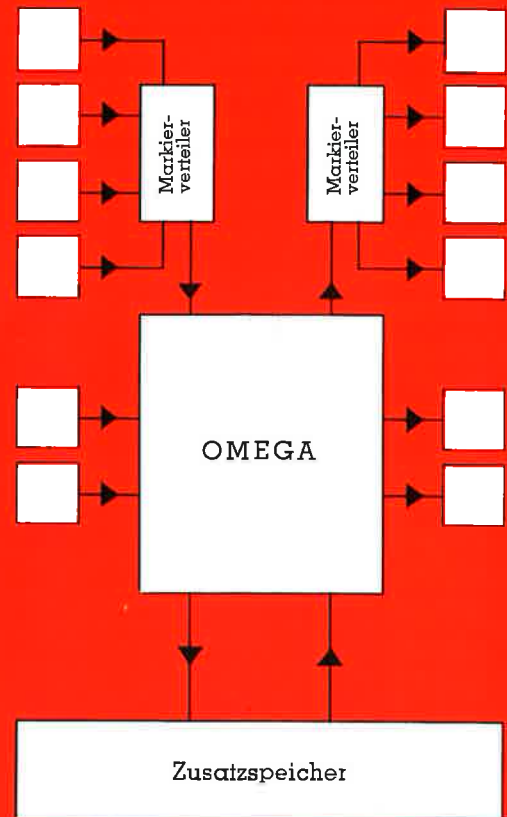 Markier-
verteiler
Markier-
verteiler
OMEGA
Zusatzspeicher